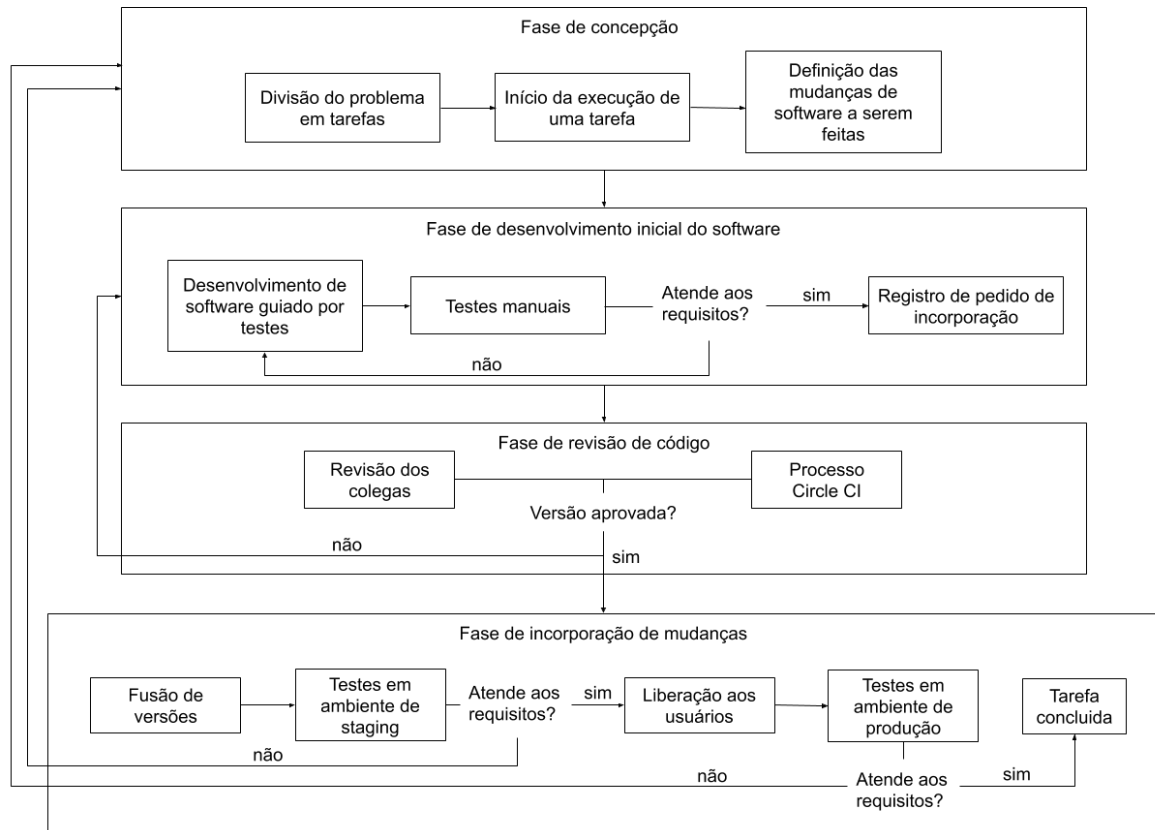 Fase de concepção
Divisão do problema
em tarefas
Início da execução de
uma tarefa
Definição das
mudanças de
software a serem
feitas
Fase de desenvolvimento inicial do software
Desenvolvimento de
software guiado por
testes
Testes manuais
Atende aos
requisitos?
sim
Registro de pedido de
incorporação
não
Fase de revisão de código
Revisão dos
colegas
Processo
Circle CI
Versão aprovada?
não
sim
Fase de incorporação de mudanças
Fusão de
versões
Testes em
ambiente de
staging
Atende aos
requisitos?
sim
Liberação aos
usuários
Testes em
ambiente de
produção
Tarefa
concluida
não
não
Atende aos
requisitos?
sim